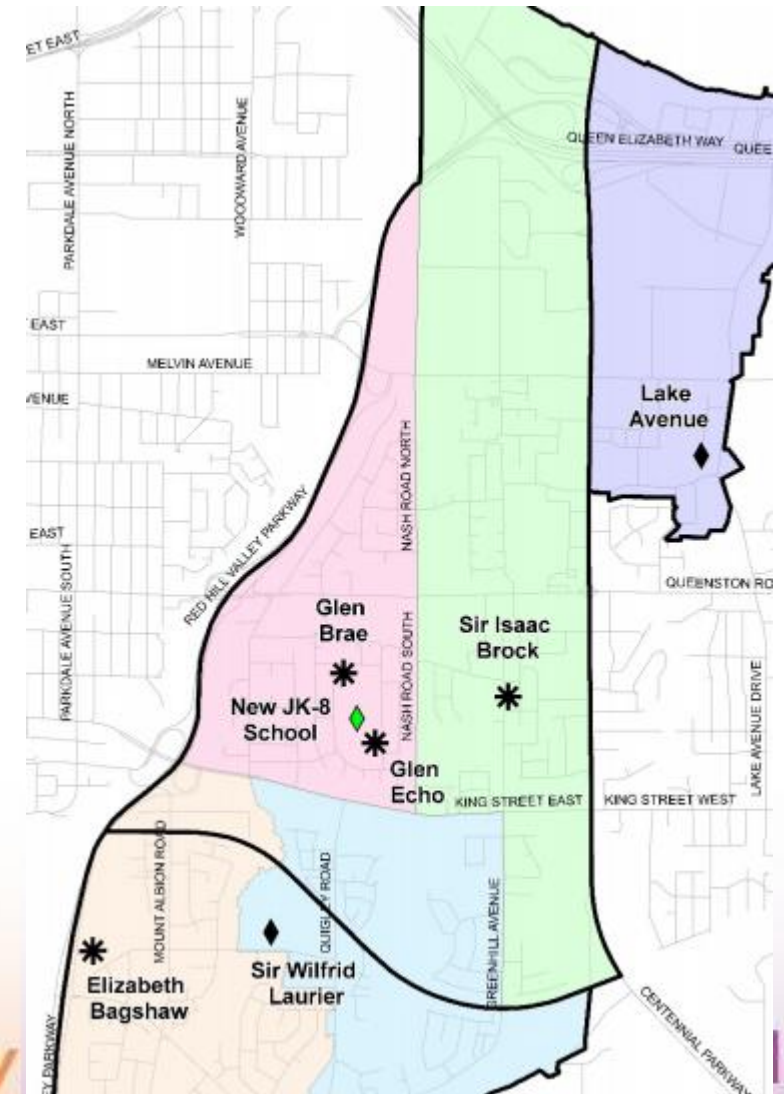 ET EAST
PARKDALE AVENUE NORTH
WOODWARD AVENUE
QUEEN ELIZABETH WAY
QUEE
EAST
MELVIN AVENUE
VENUE
Lake
Avenue
NASH ROAD NORTH
EAST
RED HILL VALLEY PARKWAY
QUEENSTON RO
PARKDALE AVENUE SOUTH
Glen
Brae
Sir Isaac
Brock
NASH ROAD SOUTH
New JK-8
School
LAKE AVENUE DRIVE
Glen
Echo
KING STREET EAST
KING STREET WEST
MOUNT ALBION ROAD
QUIGLEY ROAD
GREENHILL AVENUE
Elizabeth
Bagshaw
Sir Wilfrid
Laurier
CENTENNIAL PARKWAY
EY PARKWAY